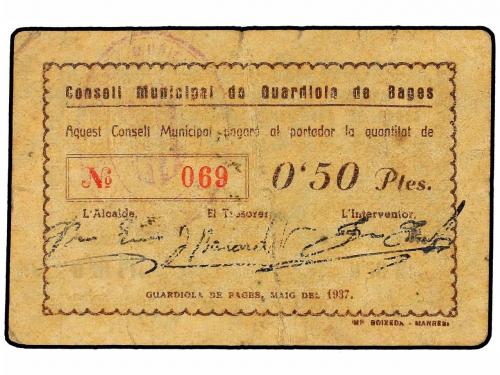 Consell Municipal de Guardiola de Bages
Aquest Consell Municipal pagará al portador la quantitat de
Nº 069 0'50 Ptes.
L'Alcalde, El Tresorer, L'Interventor,
GUARDIOLA DE BAGES, MAIG DEL 1937.
IMP. BOIXEDA - MANRESA